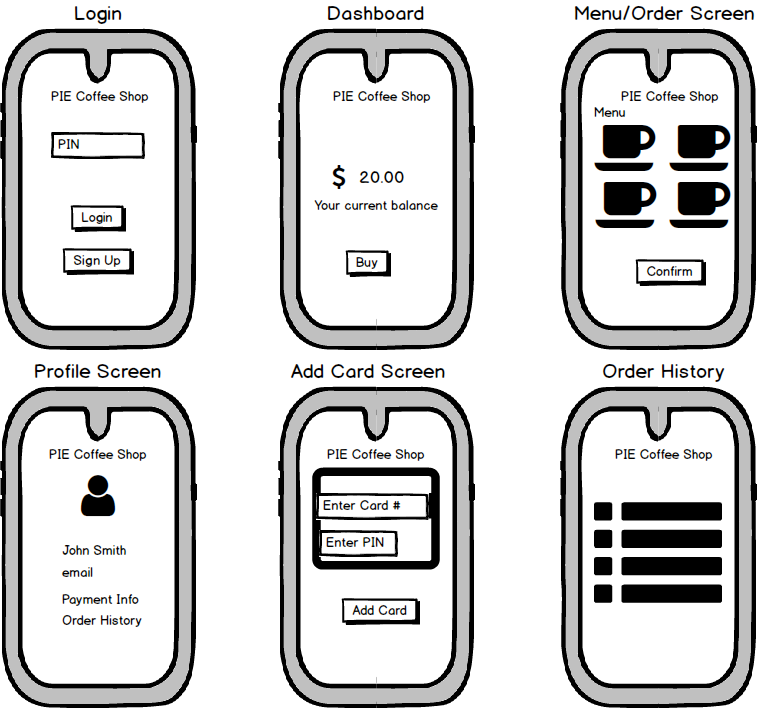 Login
PIE Coffee Shop
PIN
Login
Sign Up
Dashboard
PIE Coffee Shop
$ 20.00
Your current balance
Buy
Menu/Order Screen
PIE Coffee Shop
Menu
Confirm
Profile Screen
PIE Coffee Shop
John Smith
email
Payment Info
Order History
Add Card Screen
PIE Coffee Shop
Enter Card #
Enter PIN
Add Card
Order History
PIE Coffee Shop